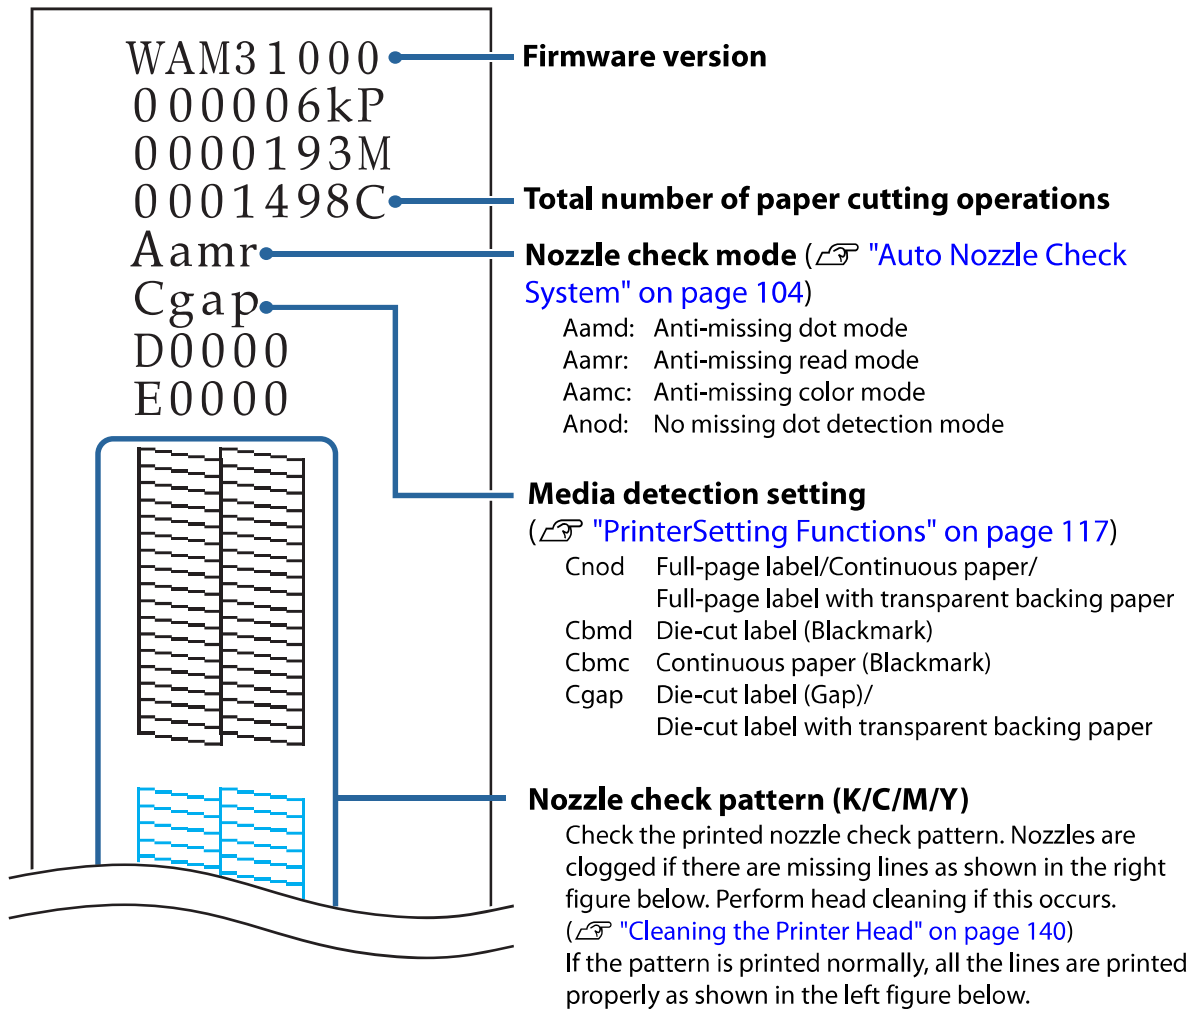 WAM31000
000006kP
0000193M
0001498C
Aamr
Cgap
D0000
E0000
Firmware version
Total number of paper cutting operations
Nozzle check mode ("Auto Nozzle Check
System" on page 104)
Aamd: Anti-missing dot mode
Aamr: Anti-missing read mode
Aamc: Anti-missing color mode
Anod: No missing dot detection mode
Media detection setting
("PrinterSetting Functions" on page 117)
Cnod Full-page label/Continuous paper/
Full-page label with transparent backing paper
Cbmd Die-cut label (Blackmark)
Cbmc Continuous paper (Blackmark)
Cgap Die-cut label (Gap)/
Die-cut label with transparent backing paper
Nozzle check pattern (K/C/M/Y)
Check the printed nozzle check pattern. Nozzles are
clogged if there are missing lines as shown in the right
figure below. Perform head cleaning if this occurs.
("Cleaning the Printer Head" on page 140)
If the pattern is printed normally, all the lines are printed
properly as shown in the left figure below.